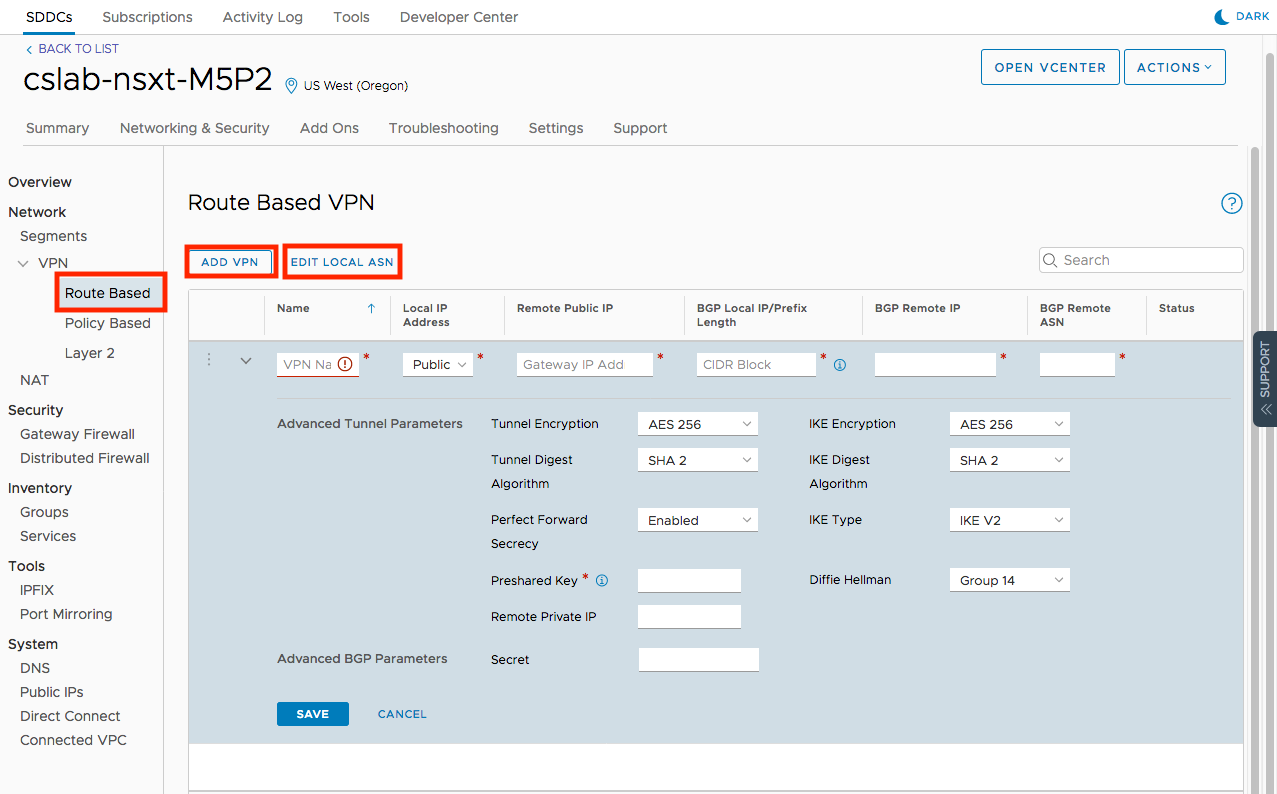 SDDCs Subscriptions Activity Log Tools Developer Center DARK
BACK TO LIST
cslab-nsxt-M5P2 US West (Oregon) OPEN VCENTER ACTIONS
Summary Networking & Security Add Ons Troubleshooting Settings Support
Overview
Network
Segments
VPN
Route Based
Policy Based
Layer 2
NAT
Security
Gateway Firewall
Distributed Firewall
Inventory
Groups
Services
Tools
IPFIX
Port Mirroring
System
DNS
Public IPs
Direct Connect
Connected VPC
Route Based VPN ?
ADD VPN EDIT LOCAL ASN Search
Name Local IP Address Remote Public IP BGP Local IP/Prefix Length BGP Remote IP BGP Remote ASN Status
VPN Na * Public * Gateway IP Add * CIDR Block * * *
Advanced Tunnel Parameters Tunnel Encryption AES 256 IKE Encryption AES 256
Tunnel Digest Algorithm SHA 2 IKE Digest Algorithm SHA 2
Perfect Forward Secrecy Enabled IKE Type IKE V2
Preshared Key * Diffie Hellman Group 14
Remote Private IP
Advanced BGP Parameters Secret
SAVE CANCEL
SUPPORT